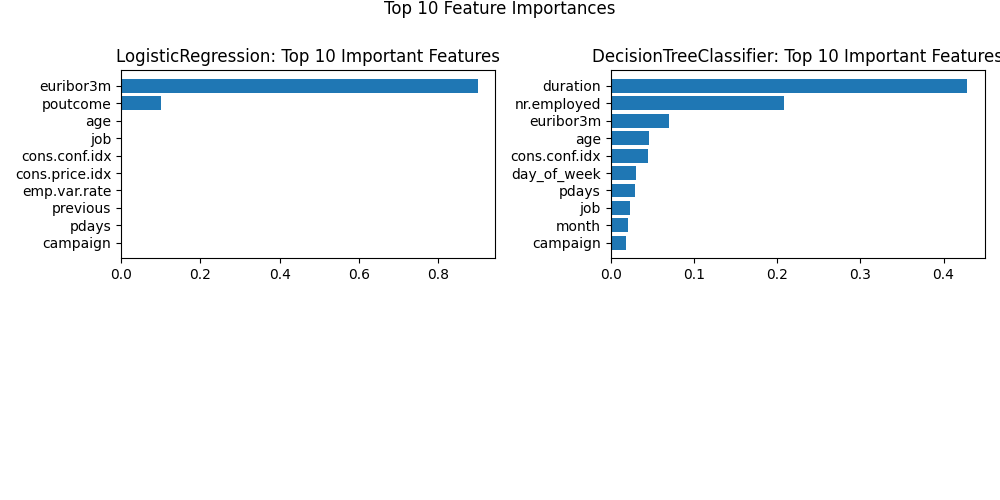 Top 10 Feature Importances
LogisticRegression: Top 10 Important Features
euribor3m
poutcome
age
job
cons.conf.idx
cons.price.idx
emp.var.rate
previous
pdays
campaign
0.0 0.2 0.4 0.6 0.8
DecisionTreeClassifier: Top 10 Important Features
duration
nr.employed
euribor3m
age
cons.conf.idx
day_of_week
pdays
job
month
campaign
0.0 0.1 0.2 0.3 0.4